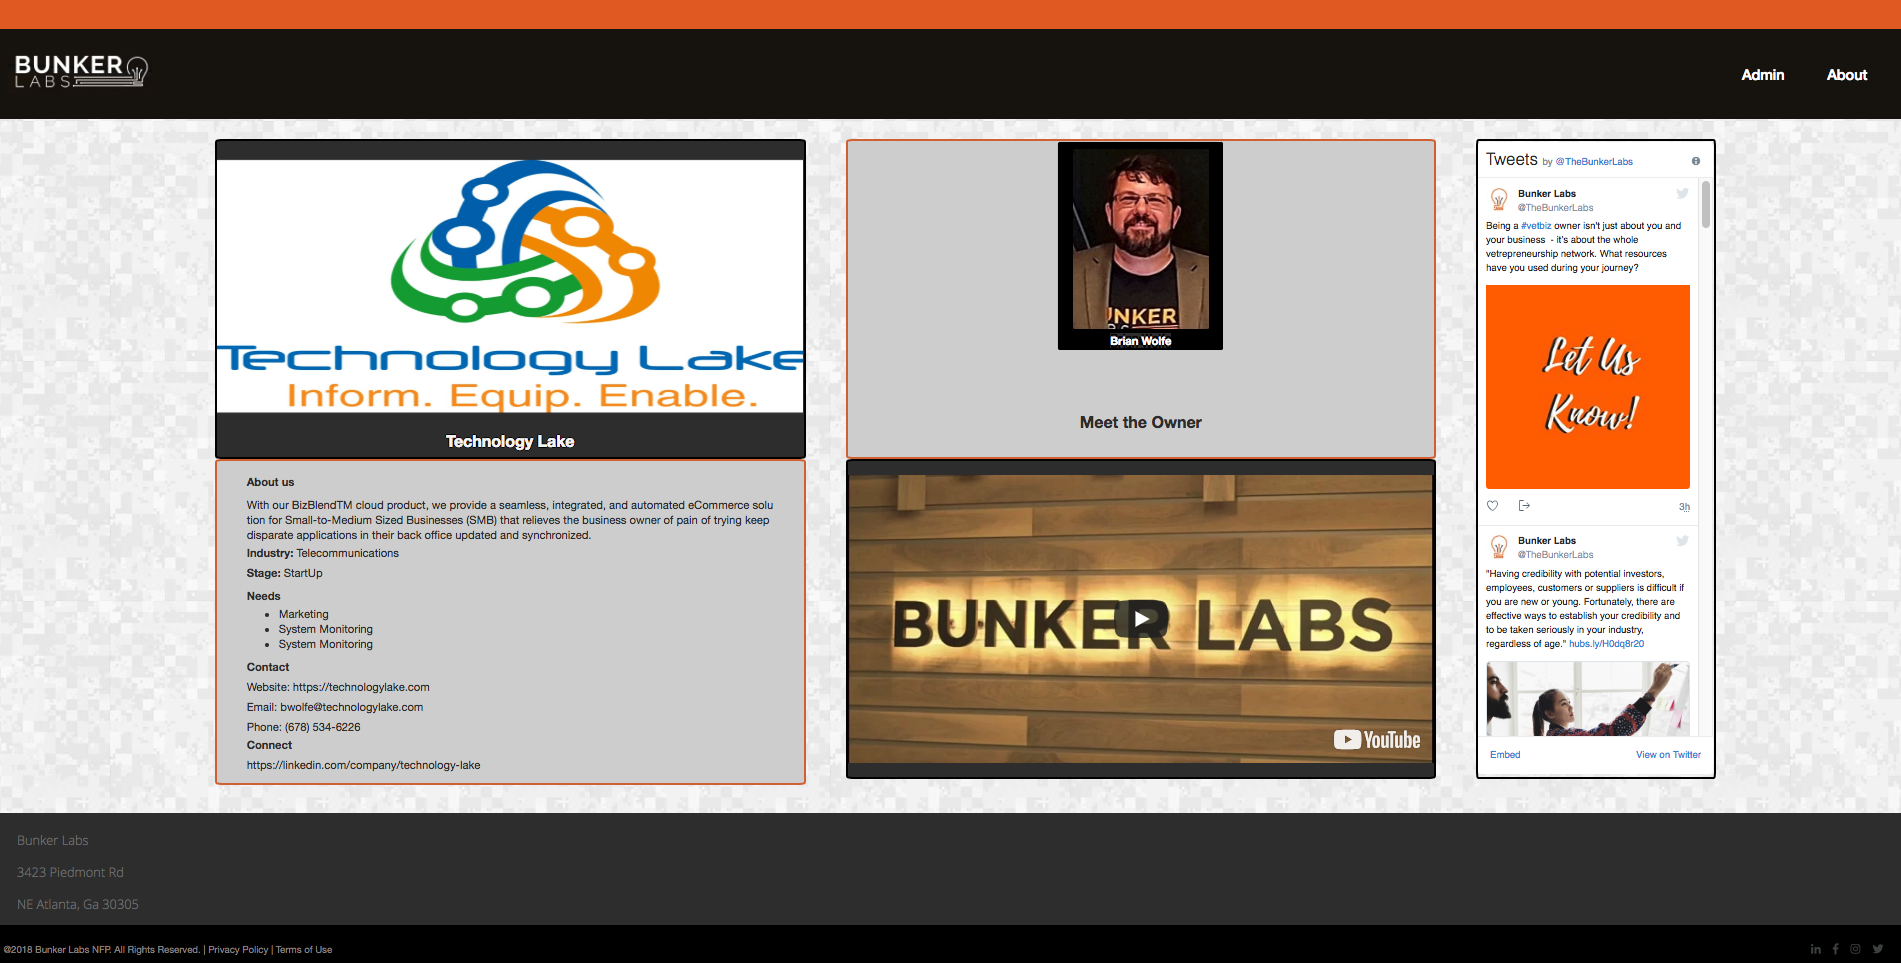 BUNKER
LABS
Admin
About
Technology Lake
Inform. Equip. Enable.
Technology Lake
About us
With our BizBlendTM cloud product, we provide a seamless, integrated, and automated eCommerce solu
tion for Small-to-Medium Sized Businesses (SMB) that relieves the business owner of pain of trying keep
disparate applications in their back office updated and synchronized.
Industry: Telecommunications
Stage: StartUp
Needs
• Marketing
• System Monitoring
• System Monitoring
Contact
Website: https://technologylake.com
Email: bwolfe@technologylake.com
Phone: (678) 534-6226
Connect
https://linkedin.com/company/technology-lake
NKER
Brian Wolfe
Meet the Owner
BUNKER LABS
YouTube
Tweets by @TheBunkerLabs
Bunker Labs
@TheBunkerLabs
Being a #vetbiz owner isn't just about you and
your business - it's about the whole
vetrepreneurship network. What resources
have you used during your journey?
Let Us
Know!
3h
Bunker Labs
@TheBunkerLabs
"Having credibility with potential investors,
employees, customers or suppliers is difficult if
you are new or young. Fortunately, there are
effective ways to establish your credibility and
to be taken seriously in your industry,
regardless of age." hubs.ly/H0dq8r20
Embed
View on Twitter
Bunker Labs
3423 Piedmont Rd
NE Atlanta, Ga 30305
@2018 Bunker Labs NFP. All Rights Reserved. | Privacy Policy | Terms of Use